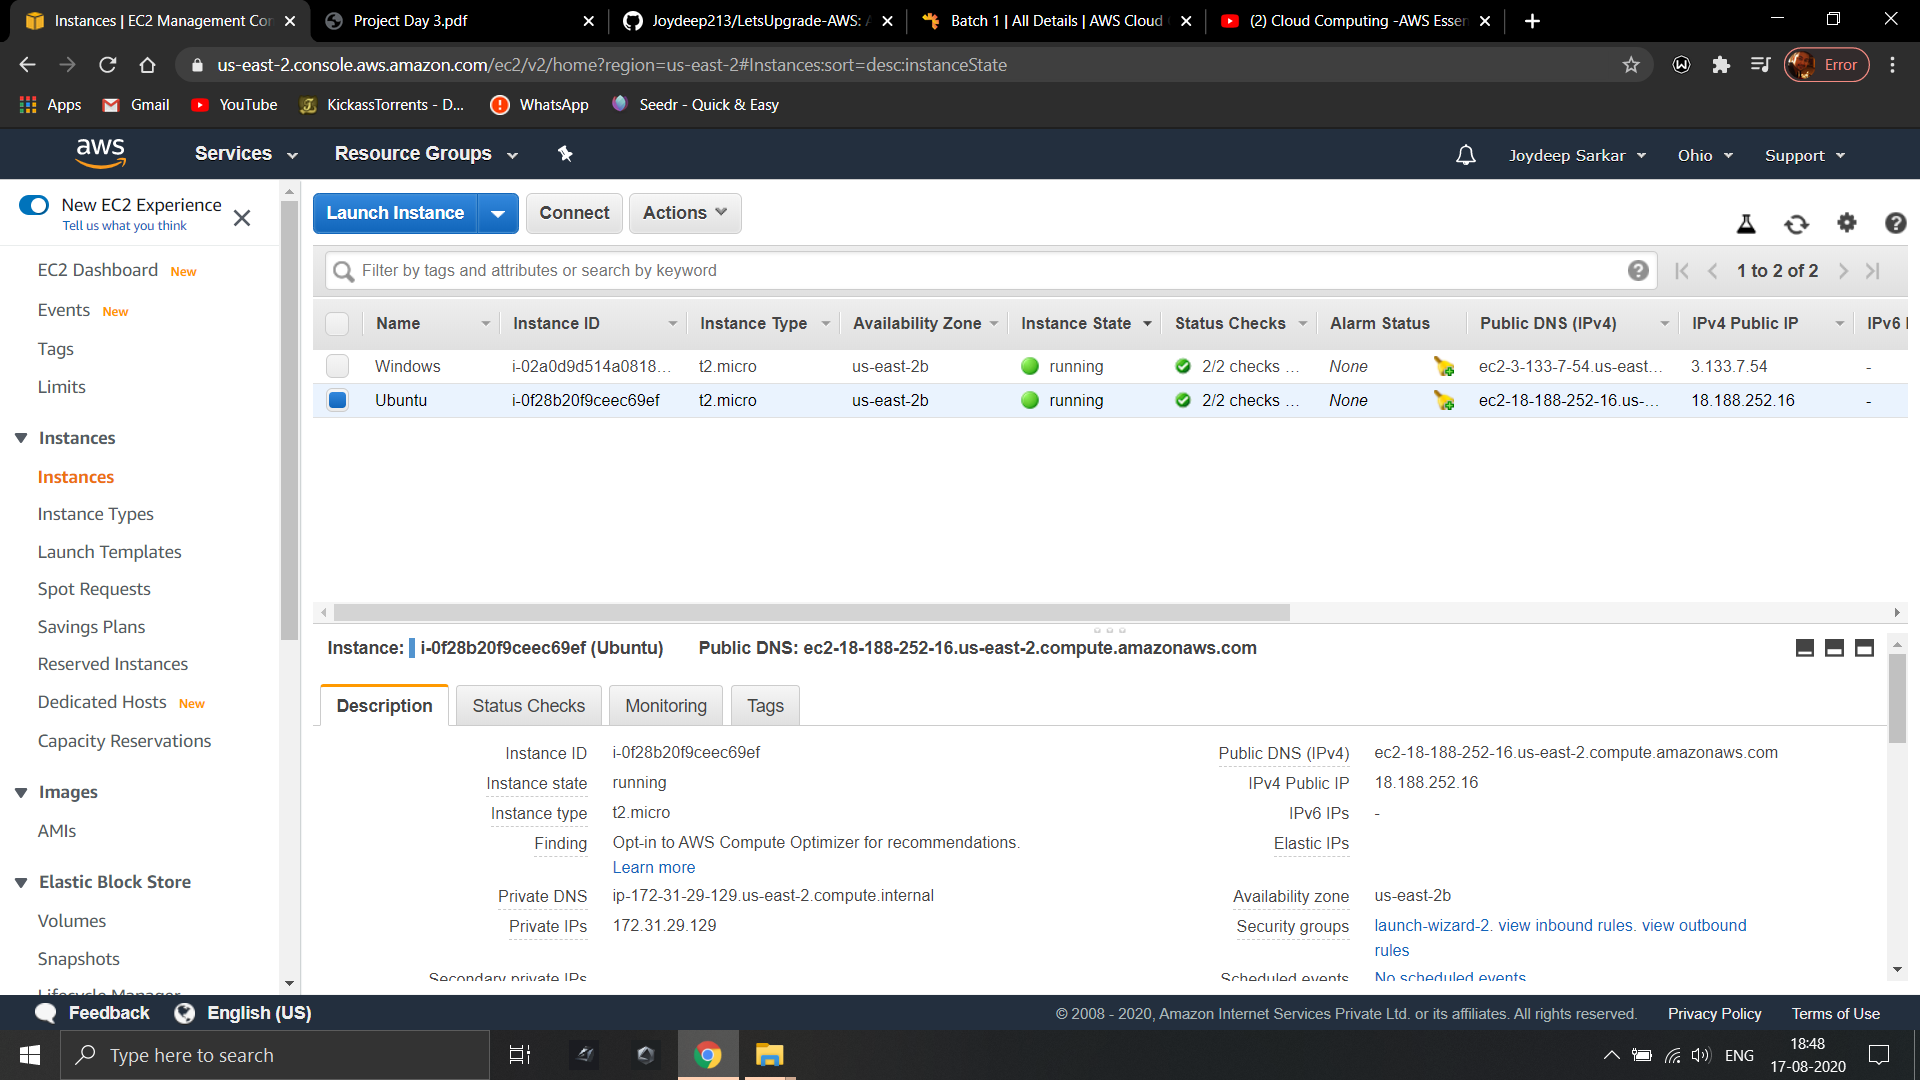 Instances | EC2 Management Con
Project Day 3.pdf
Joydeep213/LetsUpgrade-AWS: A
Batch 1 | All Details | AWS Cloud
(2) Cloud Computing -AWS Essen
us-east-2.console.aws.amazon.com/ec2/v2/home?region=us-east-2#Instances:sort=desc:instanceState
Error
Apps
Gmail
YouTube
KickassTorrents - D...
WhatsApp
Seedr - Quick & Easy
aws
Services
Resource Groups
Joydeep Sarkar
Ohio
Support
New EC2 Experience
Tell us what you think
EC2 Dashboard New
Events New
Tags
Limits
Instances
Instances
Instance Types
Launch Templates
Spot Requests
Savings Plans
Reserved Instances
Dedicated Hosts New
Capacity Reservations
Images
AMIs
Elastic Block Store
Volumes
Snapshots
Lifecycle Manager
Launch Instance
Connect
Actions
Filter by tags and attributes or search by keyword
1 to 2 of 2
Name Instance ID Instance Type Availability Zone Instance State Status Checks Alarm Status Public DNS (IPv4) IPv4 Public IP IPv6 I
Windows i-02a0d9d514a0818... t2.micro us-east-2b running 2/2 checks ... None ec2-3-133-7-54.us-east... 3.133.7.54 -
Ubuntu i-0f28b20f9ceec69ef t2.micro us-east-2b running 2/2 checks ... None ec2-18-188-252-16.us-... 18.188.252.16 -
Instance: i-0f28b20f9ceec69ef (Ubuntu) Public DNS: ec2-18-188-252-16.us-east-2.compute.amazonaws.com
Description
Status Checks
Monitoring
Tags
Instance ID i-0f28b20f9ceec69ef
Instance state running
Instance type t2.micro
Finding Opt-in to AWS Compute Optimizer for recommendations.
Learn more
Private DNS ip-172-31-29-129.us-east-2.compute.internal
Private IPs 172.31.29.129
Secondary private IPs
Public DNS (IPv4) ec2-18-188-252-16.us-east-2.compute.amazonaws.com
IPv4 Public IP 18.188.252.16
IPv6 IPs -
Elastic IPs
Availability zone us-east-2b
Security groups launch-wizard-2. view inbound rules. view outbound
rules
Scheduled events No scheduled events
Feedback
English (US)
© 2008 - 2020, Amazon Internet Services Private Ltd. or its affiliates. All rights reserved.
Privacy Policy
Terms of Use
Type here to search
ENG
18:48
17-08-2020